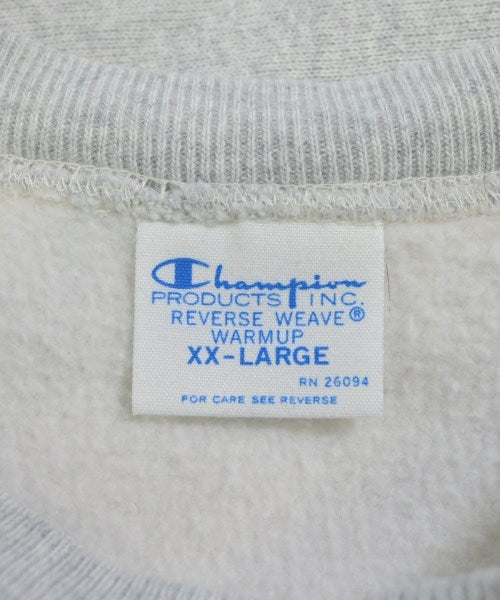 Champion
PRODUCTS INC.
REVERSE WEAVE®
WARMUP
XX-LARGE
RN 26094
FOR CARE SEE REVERSE